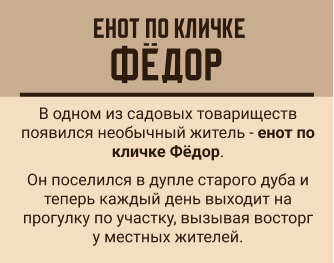 ЕНОТ ПО КЛИЧКЕ
ФЁДОР
В одном из садовых товариществ
появился необычный житель - енот по
кличке Фёдор.
Он поселился в дупле старого дуба и
теперь каждый день выходит на
прогулку по участку, вызывая восторг
у местных жителей.